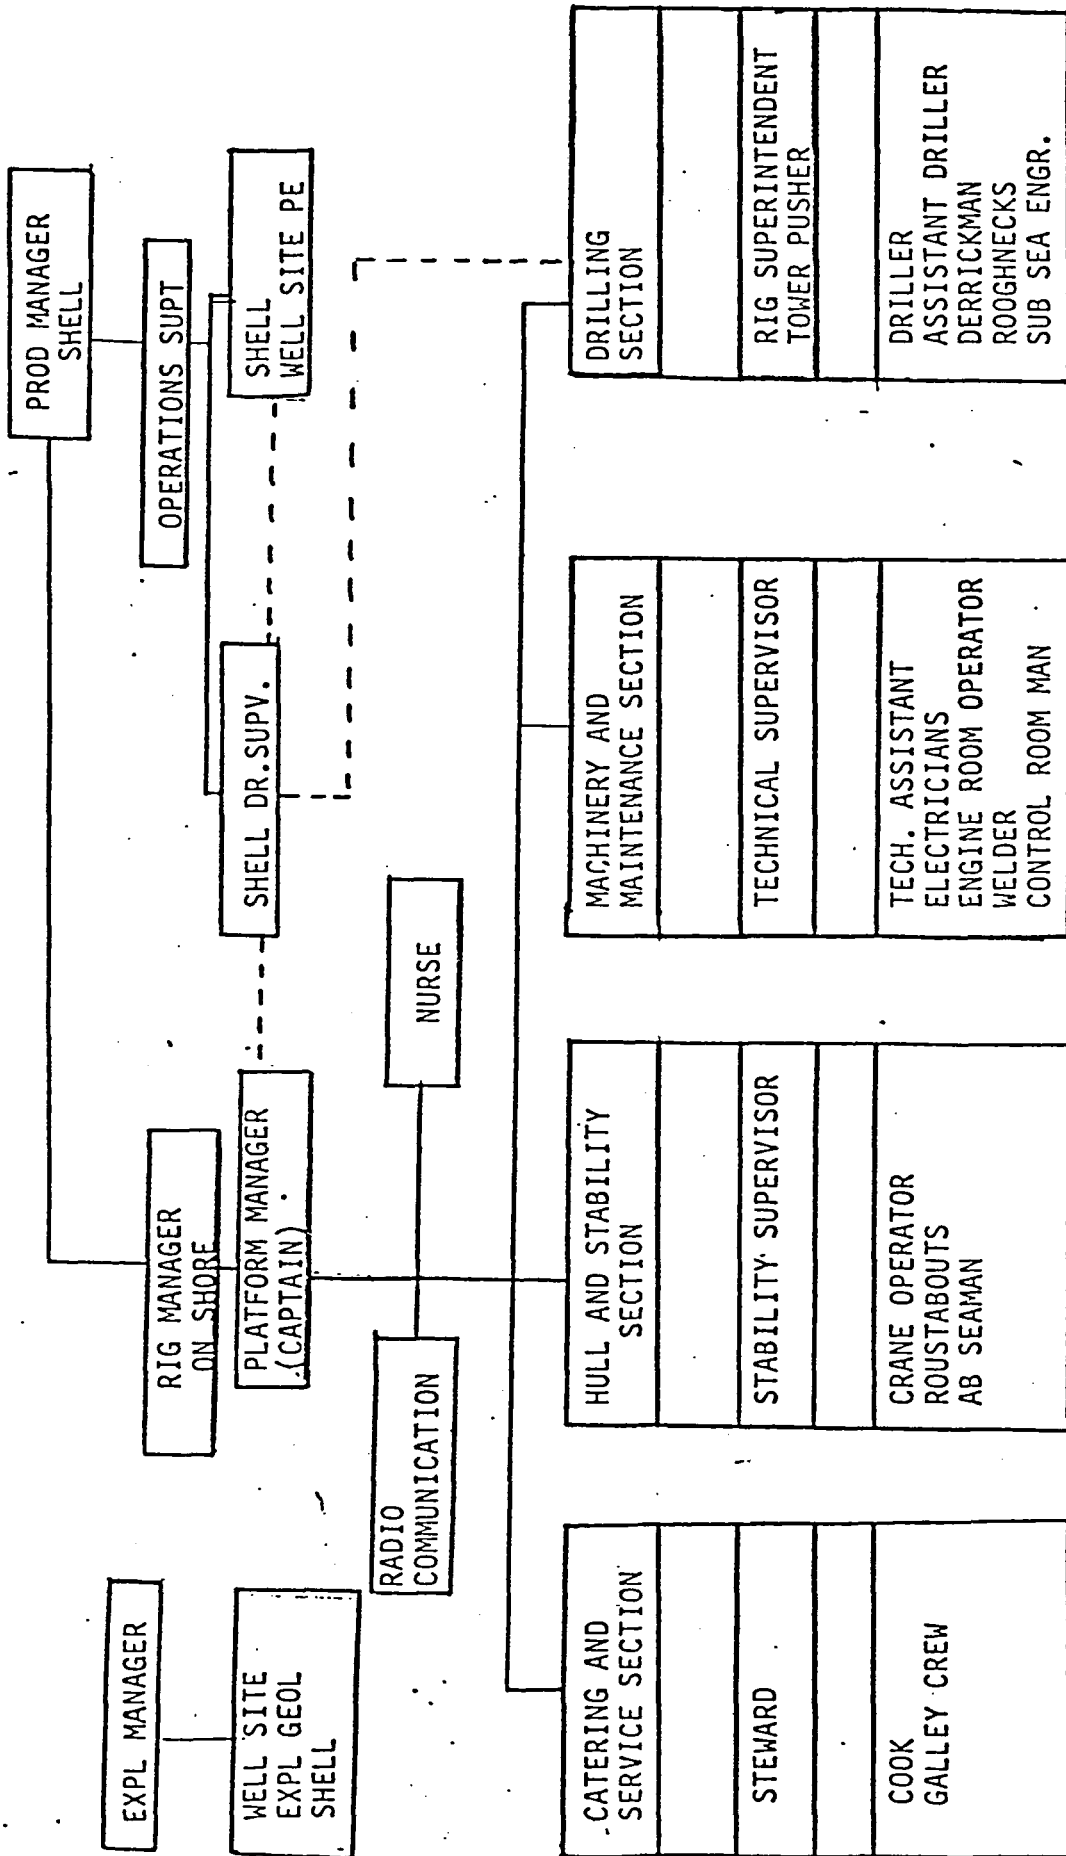 PROD MANAGER
SHELL
OPERATIONS SUPT
SHELL
WELL SITE PE
SHELL DR.SUPV.
RIG MANAGER
ON SHORE
PLATFORM MANAGER
(CAPTAIN)
EXPL MANAGER
WELL SITE
EXPL GEOL
SHELL
RADIO
COMMUNICATION
NURSE
CATERING AND
SERVICE SECTION
STEWARD
COOK
GALLEY CREW
HULL AND STABILITY
SECTION
STABILITY SUPERVISOR
CRANE OPERATOR
ROUSTABOUTS
AB SEAMAN
MACHINERY AND
MAINTENANCE SECTION
TECHNICAL SUPERVISOR
TECH. ASSISTANT
ELECTRICIANS
ENGINE ROOM OPERATOR
WELDER
CONTROL ROOM MAN
DRILLING
SECTION
RIG SUPERINTENDENT
TOWER PUSHER
DRILLER
ASSISTANT DRILLER
DERRICKMAN
ROOGHNECKS
SUB SEA ENGR.